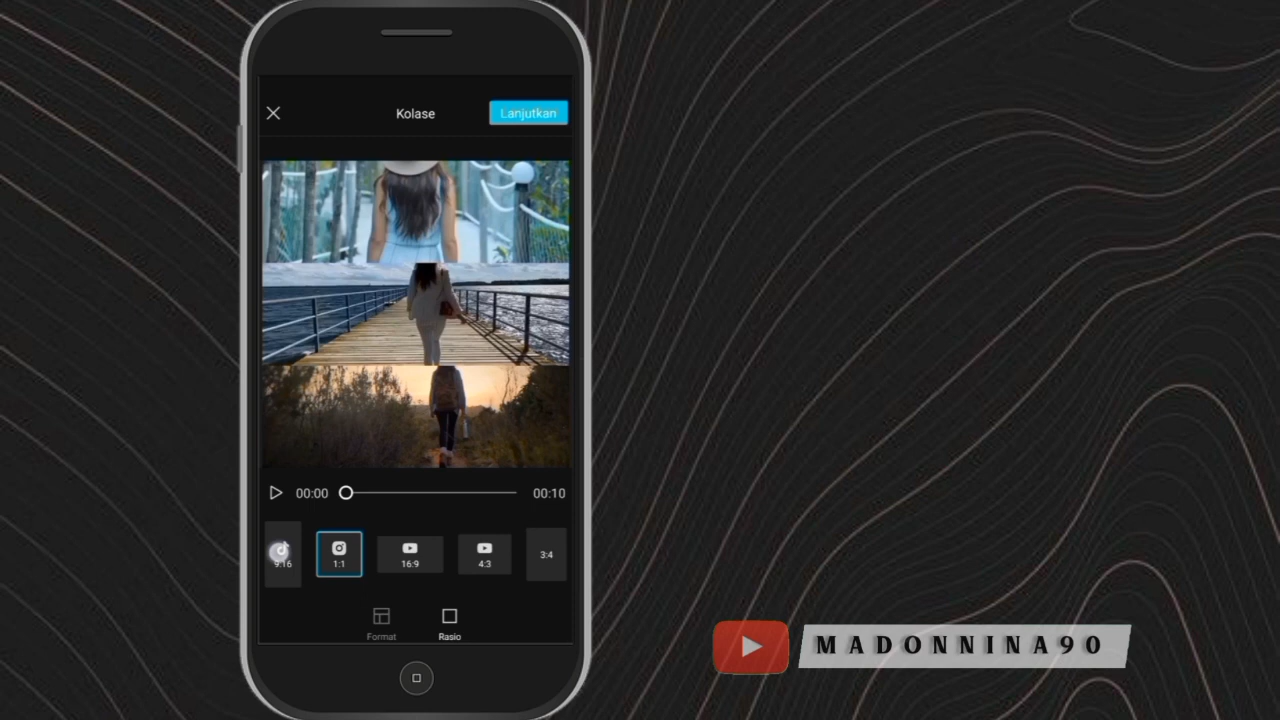 Kolase
Lanjutkan
00:00
00:10
9:16
1:1
16:9
4:3
3:4
Format
Rasio
MADONNINA90